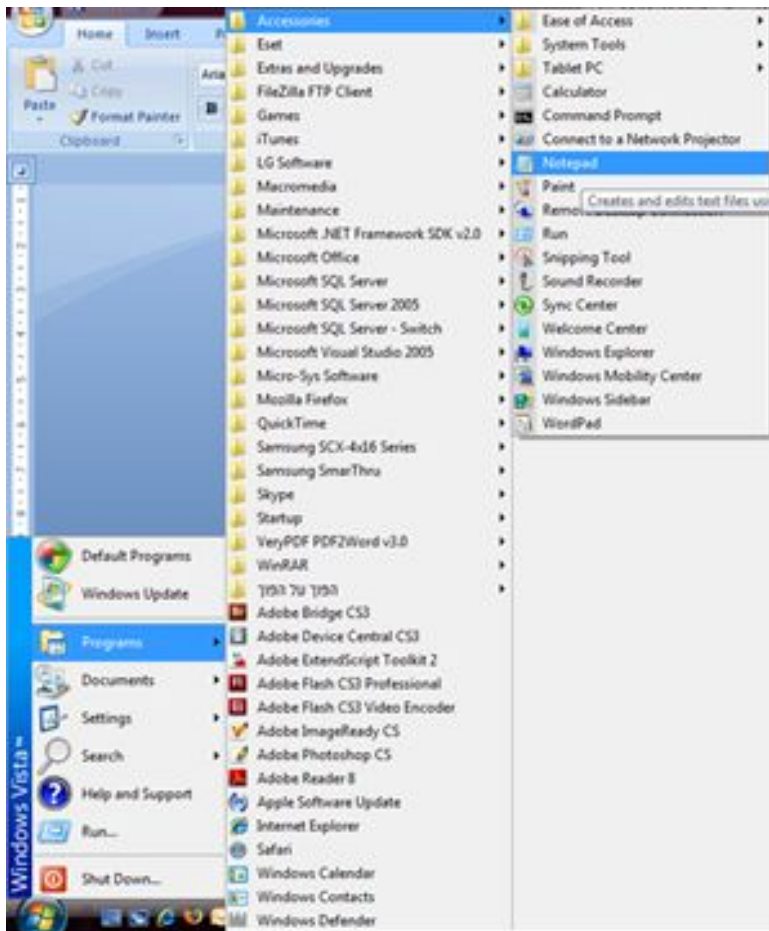 Home
Insert
Cut
Copy
Paste
Format Painter
Clipboard
Aria
B
Default Programs
Windows Update
Programs
Documents
Settings
Search
Help and Support
Run...
Shut Down...
Windows Vista™
Accessories
Eset
Extras and Upgrades
FileZilla FTP Client
Games
iTunes
LG Software
Macromedia
Maintenance
Microsoft .NET Framework SDK v2.0
Microsoft Office
Microsoft SQL Server
Microsoft SQL Server 2005
Microsoft SQL Server - Switch
Microsoft Visual Studio 2005
Micro-Sys Software
Mozilla Firefox
QuickTime
Samsung SCX-4x16 Series
Samsung SmarThru
Skype
Startup
VeryPDF PDF2Word v3.0
WinRAR
הפוך על הפוך
Adobe Bridge CS3
Adobe Device Central CS3
Adobe ExtendScript Toolkit 2
Adobe Flash CS3 Professional
Adobe Flash CS3 Video Encoder
Adobe ImageReady CS
Adobe Photoshop CS
Adobe Reader 8
Apple Software Update
Internet Explorer
Safari
Windows Calendar
Windows Contacts
Windows Defender
Ease of Access
System Tools
Tablet PC
Calculator
Command Prompt
Connect to a Network Projector
Notepad
Paint
Creates and edits text files usi
Run
Snipping Tool
Sound Recorder
Sync Center
Welcome Center
Windows Explorer
Windows Mobility Center
Windows Sidebar
WordPad